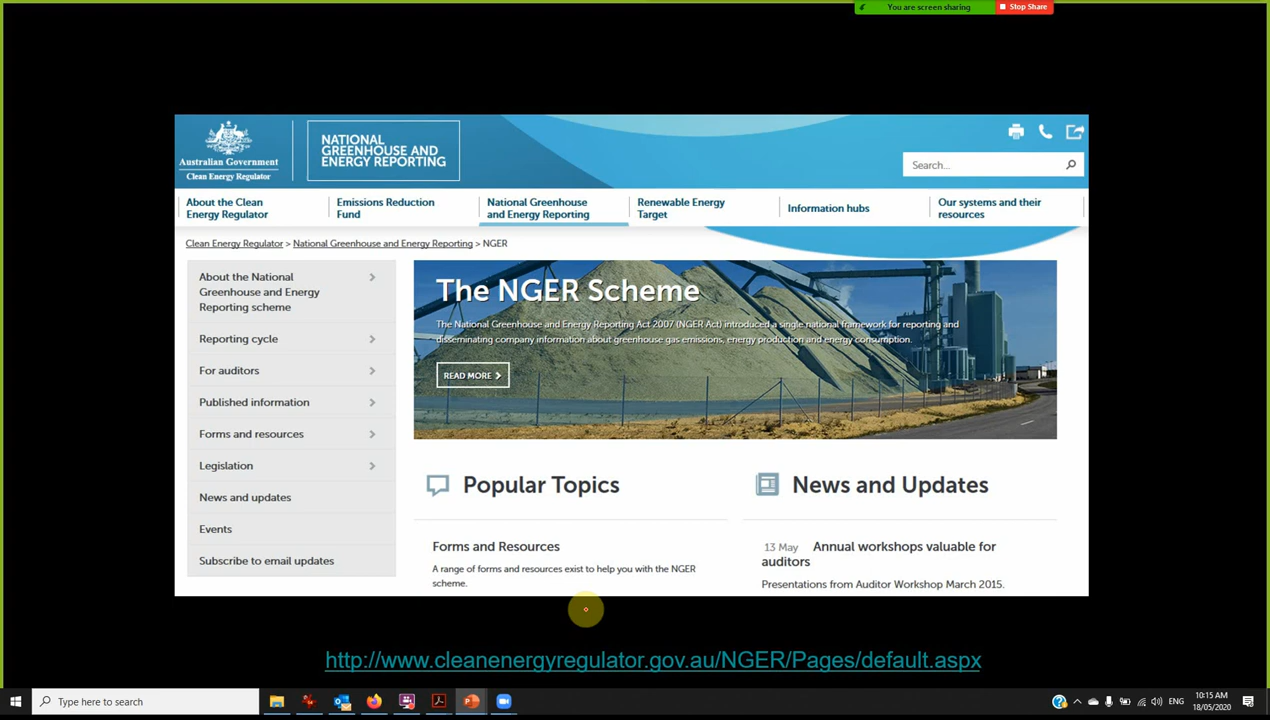 You are screen sharing
Stop Share
Australian Government
Clean Energy Regulator
NATIONAL
GREENHOUSE AND
ENERGY REPORTING
Search...
About the Clean
Energy Regulator
Emissions Reduction
Fund
National Greenhouse
and Energy Reporting
Renewable Energy
Target
Information hubs
Our systems and their
resources
Clean Energy Regulator > National Greenhouse and Energy Reporting > NGER
About the National
Greenhouse and Energy
Reporting scheme
Reporting cycle
For auditors
Published information
Forms and resources
Legislation
News and updates
Events
Subscribe to email updates
The NGER Scheme
The National Greenhouse and Energy Reporting Act 2007 (NGER Act) introduced a single national framework for reporting and
disseminating company information about greenhouse gas emissions, energy production and energy consumption.
READ MORE >
Popular Topics
Forms and Resources
A range of forms and resources exist to help you with the NGER
scheme.
News and Updates
13 May Annual workshops valuable for
auditors
Presentations from Auditor Workshop March 2015.
http://www.cleanenergyregulator.gov.au/NGER/Pages/default.aspx
Type here to search
ENG
10:15 AM
18/05/2020